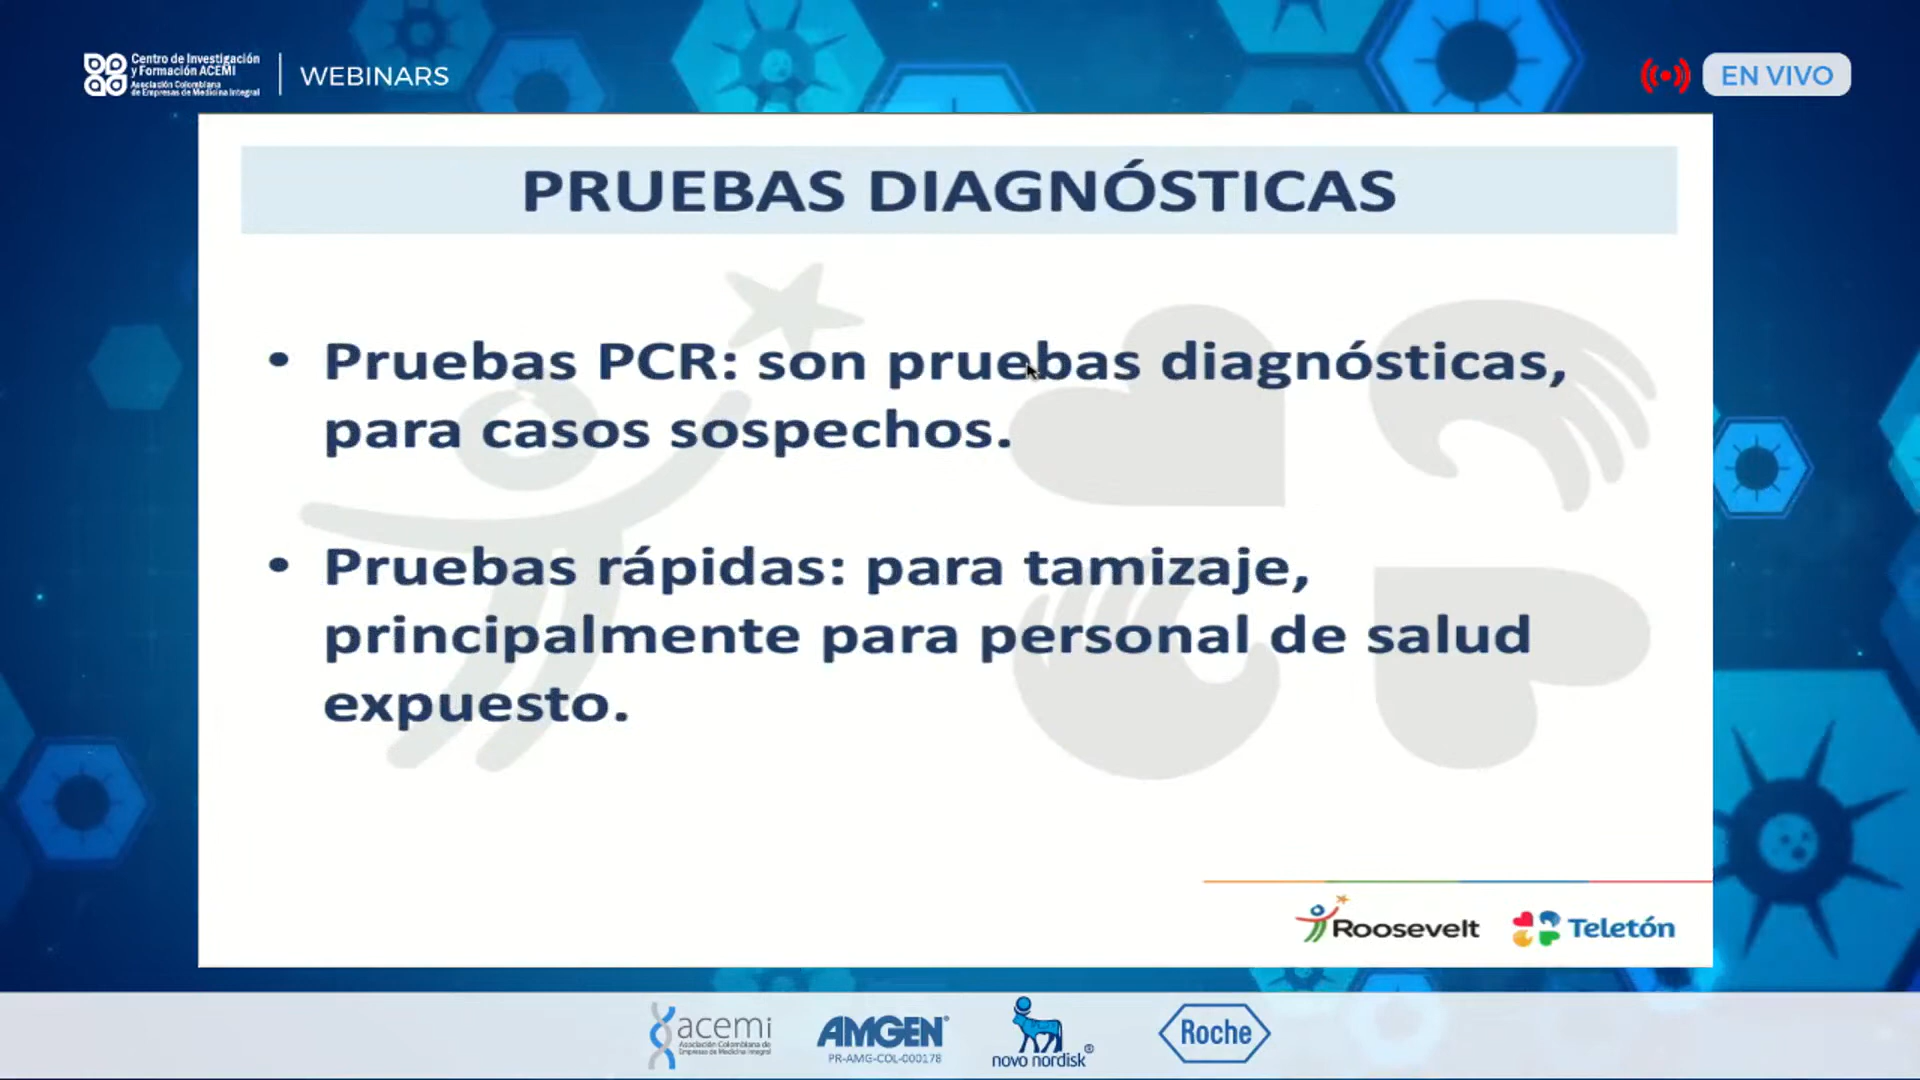 Centro de Investigación
y Formación ACEMI
Asociación Colombiana
de Empresas de Medicina Integral
WEBINARS
EN VIVO
PRUEBAS DIAGNÓSTICAS
• Pruebas PCR: son pruebas diagnósticas,
para casos sospechos.
• Pruebas rápidas: para tamizaje,
principalmente para personal de salud
expuesto.
Roosevelt
Teletón
acemi
Asociación Colombiana de
Empresas de Medicina Integral
AMGEN®
PR-AMG-COL-000178
novo nordisk®
Roche